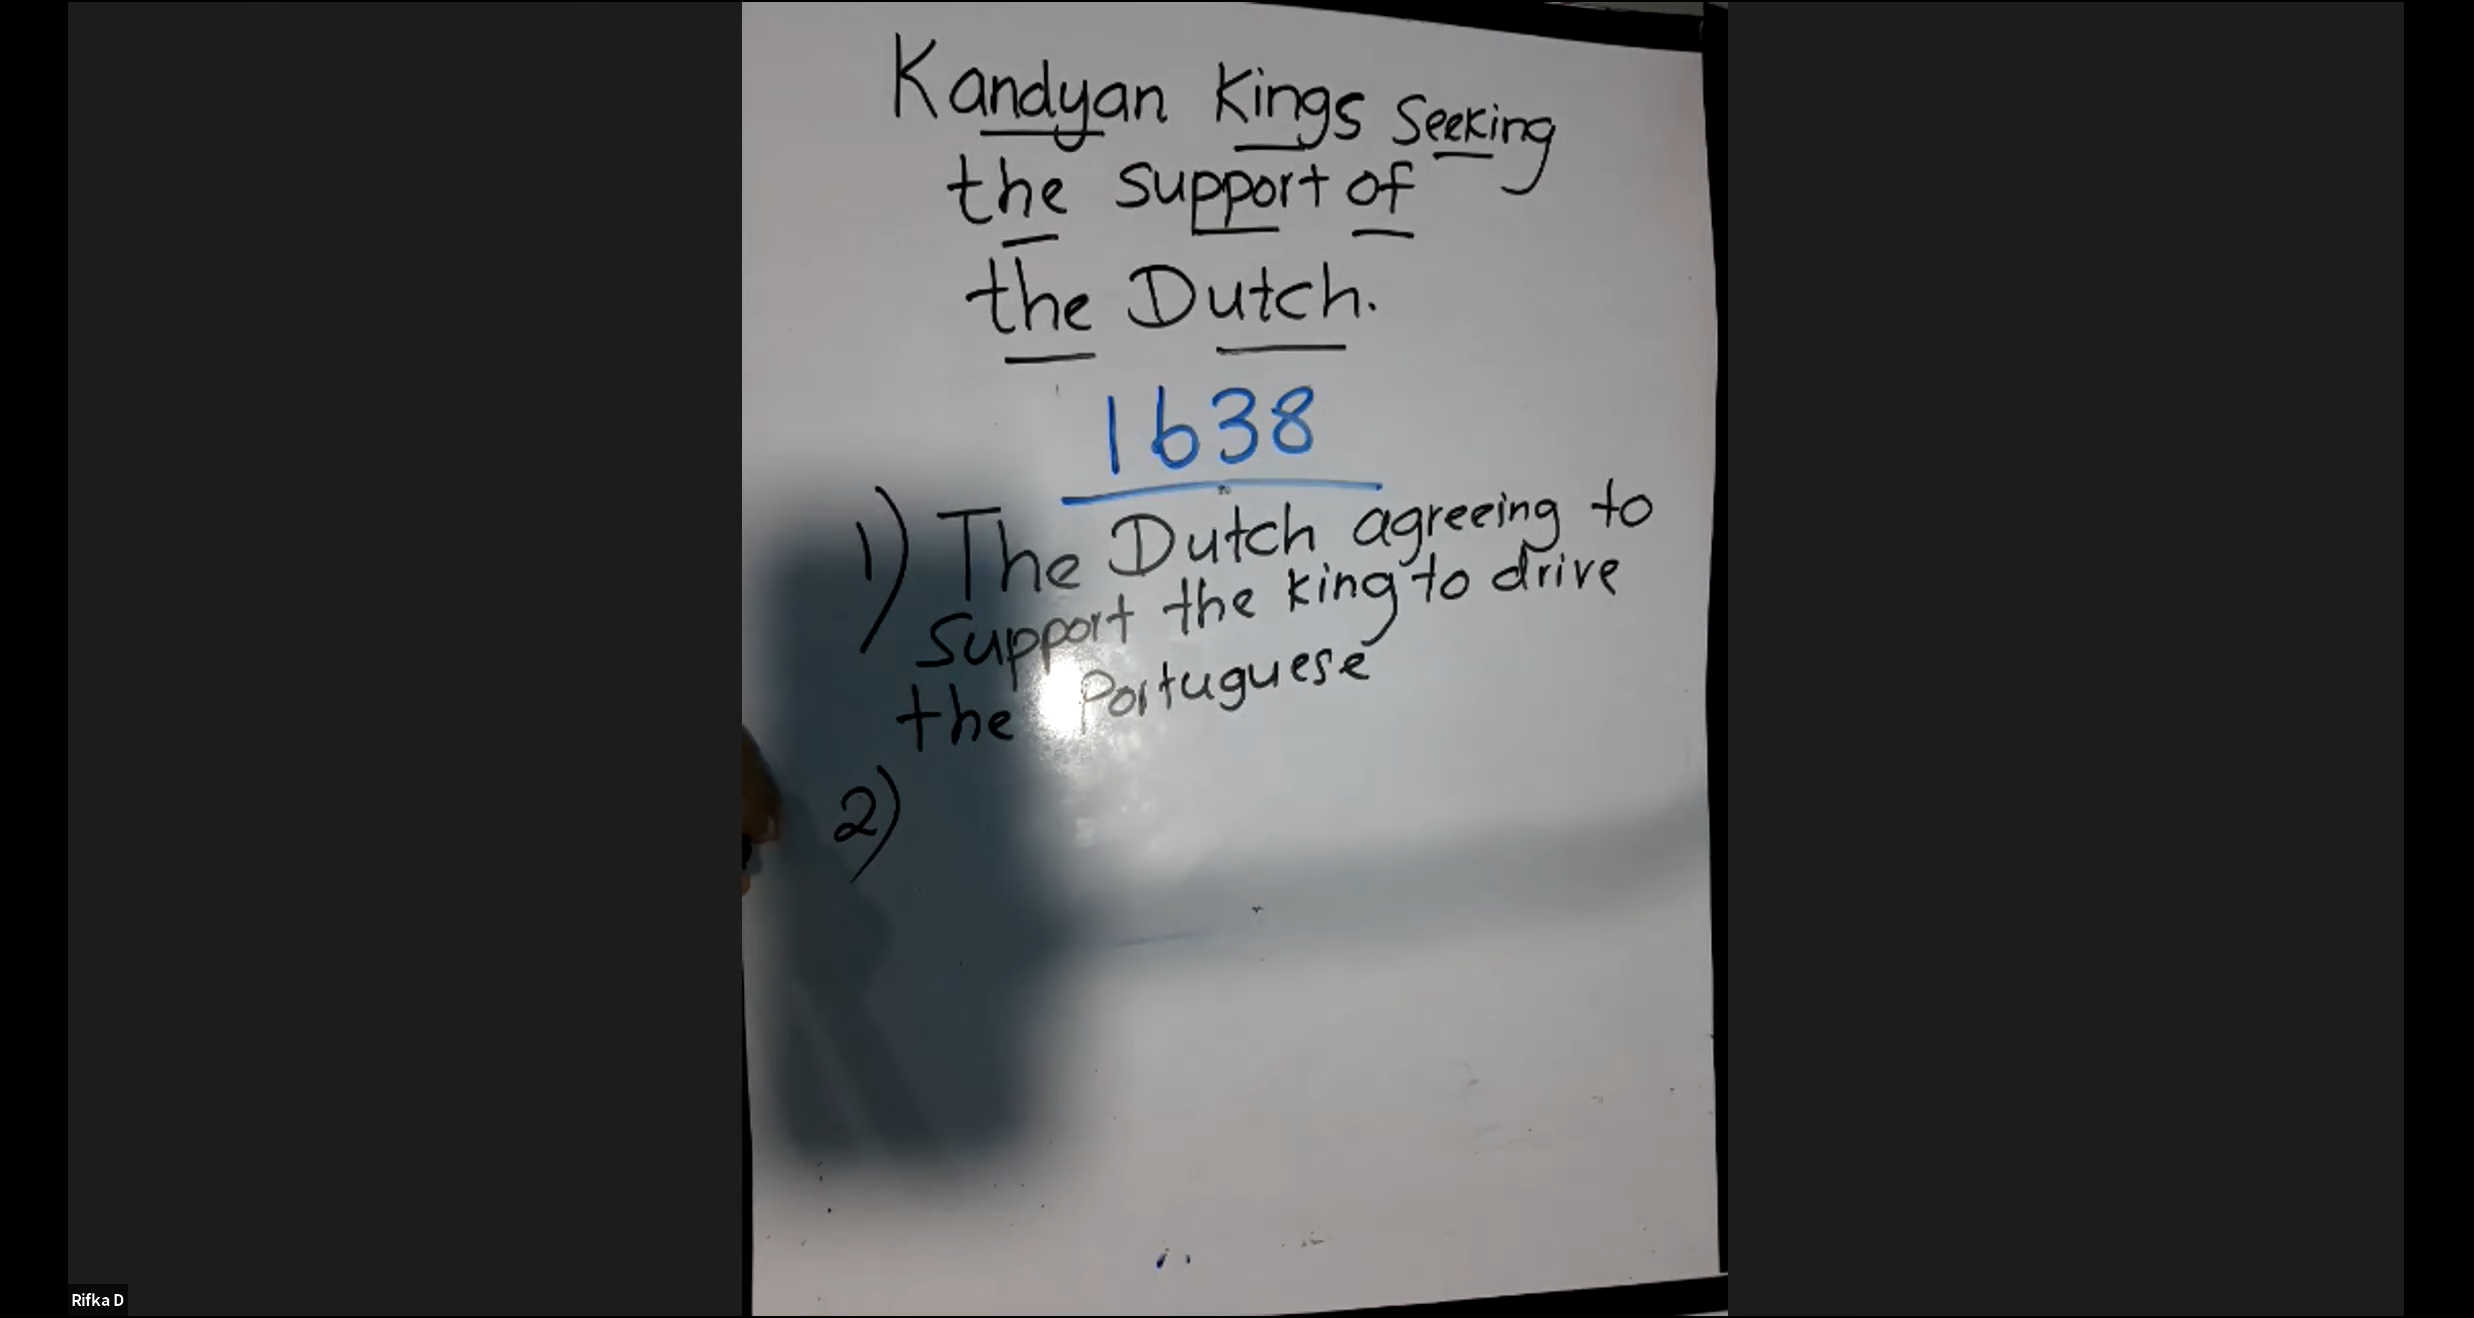 Kandyan Kings Seeking
the support of
the Dutch.
1638
1) The Dutch agreeing to
Support the king to drive
the Portuguese
2)
Rifka D